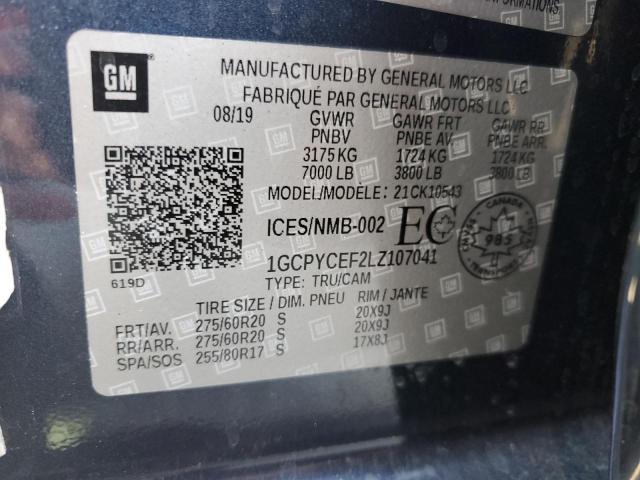 INFORMATIONS.
GM
MANUFACTURED BY GENERAL MOTORS LLC
FABRIQUÉ PAR GENERAL MOTORS LLC
08/19 GVWR GAWR FRT GAWR RR
PNBV PNBE AV. PNBE ARR.
3175 KG 1724 KG 1724 KG
7000 LB 3800 LB 3800 LB
MODEL/MODÈLE: 21CK10543
ICES/NMB-002 EC
CANADA
985
1GCPYCEF2LZ107041
619D
TYPE: TRU/CAM
TIRE SIZE / DIM. PNEU RIM / JANTE
FRT/AV. 275/60R20 S 20X9J
RR/ARR. 275/60R20 S 20X9J
SPA/SOS 255/80R17 S 17X8J